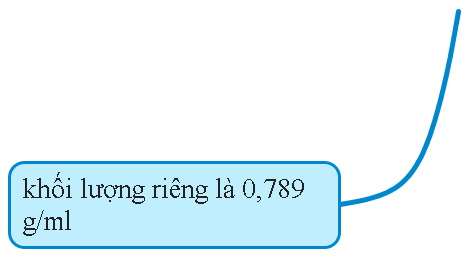 khối lượng riêng là 0,789
g/ml